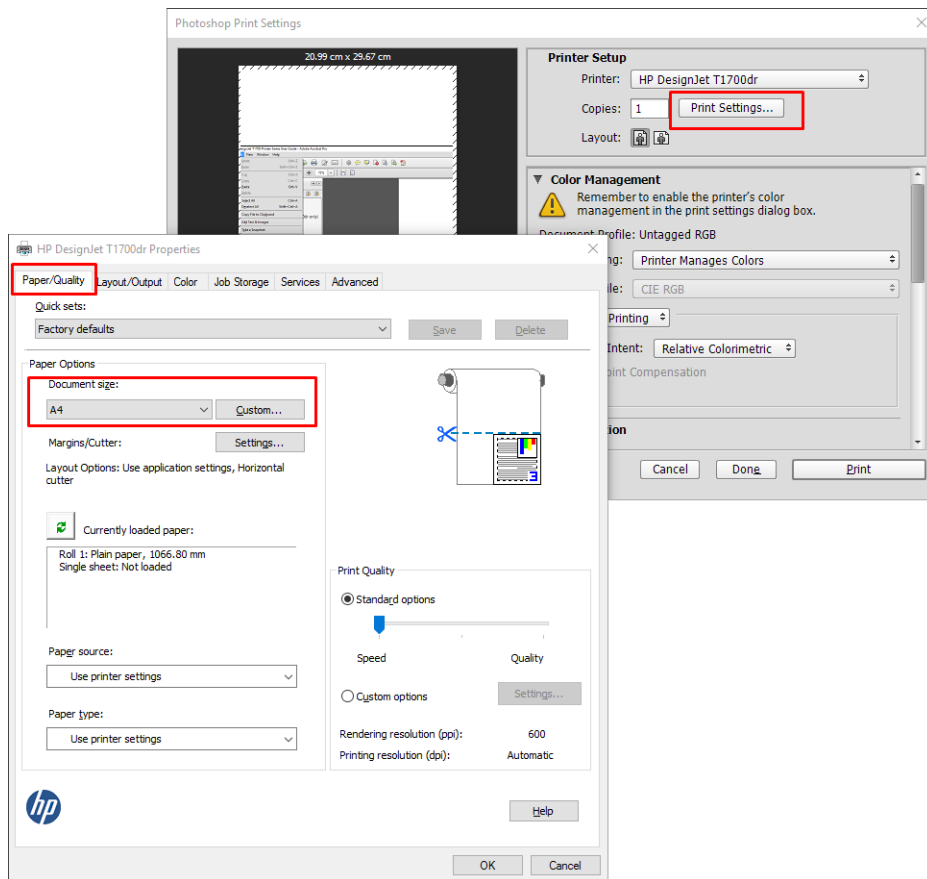 Photoshop Print Settings
20.99 cm x 29.67 cm
Printer Setup
Printer: HP DesignJet T1700dr
Copies: 1 Print Settings...
Layout:
Color Management
Remember to enable the printer's color
management in the print settings dialog box.
Document Profile: Untagged RGB
ng: Printer Manages Colors
ile: CIE RGB
Printing
Intent: Relative Colorimetric
oint Compensation
tion
Cancel Done Print
HP DesignJet T1700dr Properties
Paper/Quality Layout/Output Color Job Storage Services Advanced
Quick sets:
Factory defaults Save Delete
Paper Options
Document size:
A4 Custom...
Margins/Cutter: Settings...
Layout Options: Use application settings, Horizontal
cutter
Currently loaded paper:
Roll 1: Plain paper, 1066.80 mm
Single sheet: Not loaded
Paper source:
Use printer settings
Paper type:
Use printer settings
Print Quality
Standard options
Speed Quality
Custom options Settings...
Rendering resolution (ppi): 600
Printing resolution (dpi): Automatic
hp
Help
OK Cancel